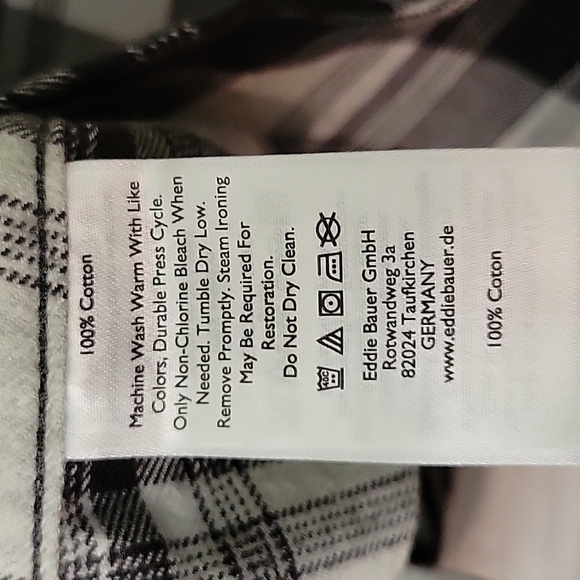 100% Cotton
Machine Wash Warm With Like
Colors, Durable Press Cycle.
Only Non-Chlorine Bleach When
Needed. Tumble Dry Low.
Remove Promptly. Steam Ironing
May Be Required For
Restoration.
Do Not Dry Clean.
40C
Eddie Bauer GmbH
Rotwandweg 3a
82024 Taufkirchen
GERMANY
www.eddiebauer.de
100% Coton